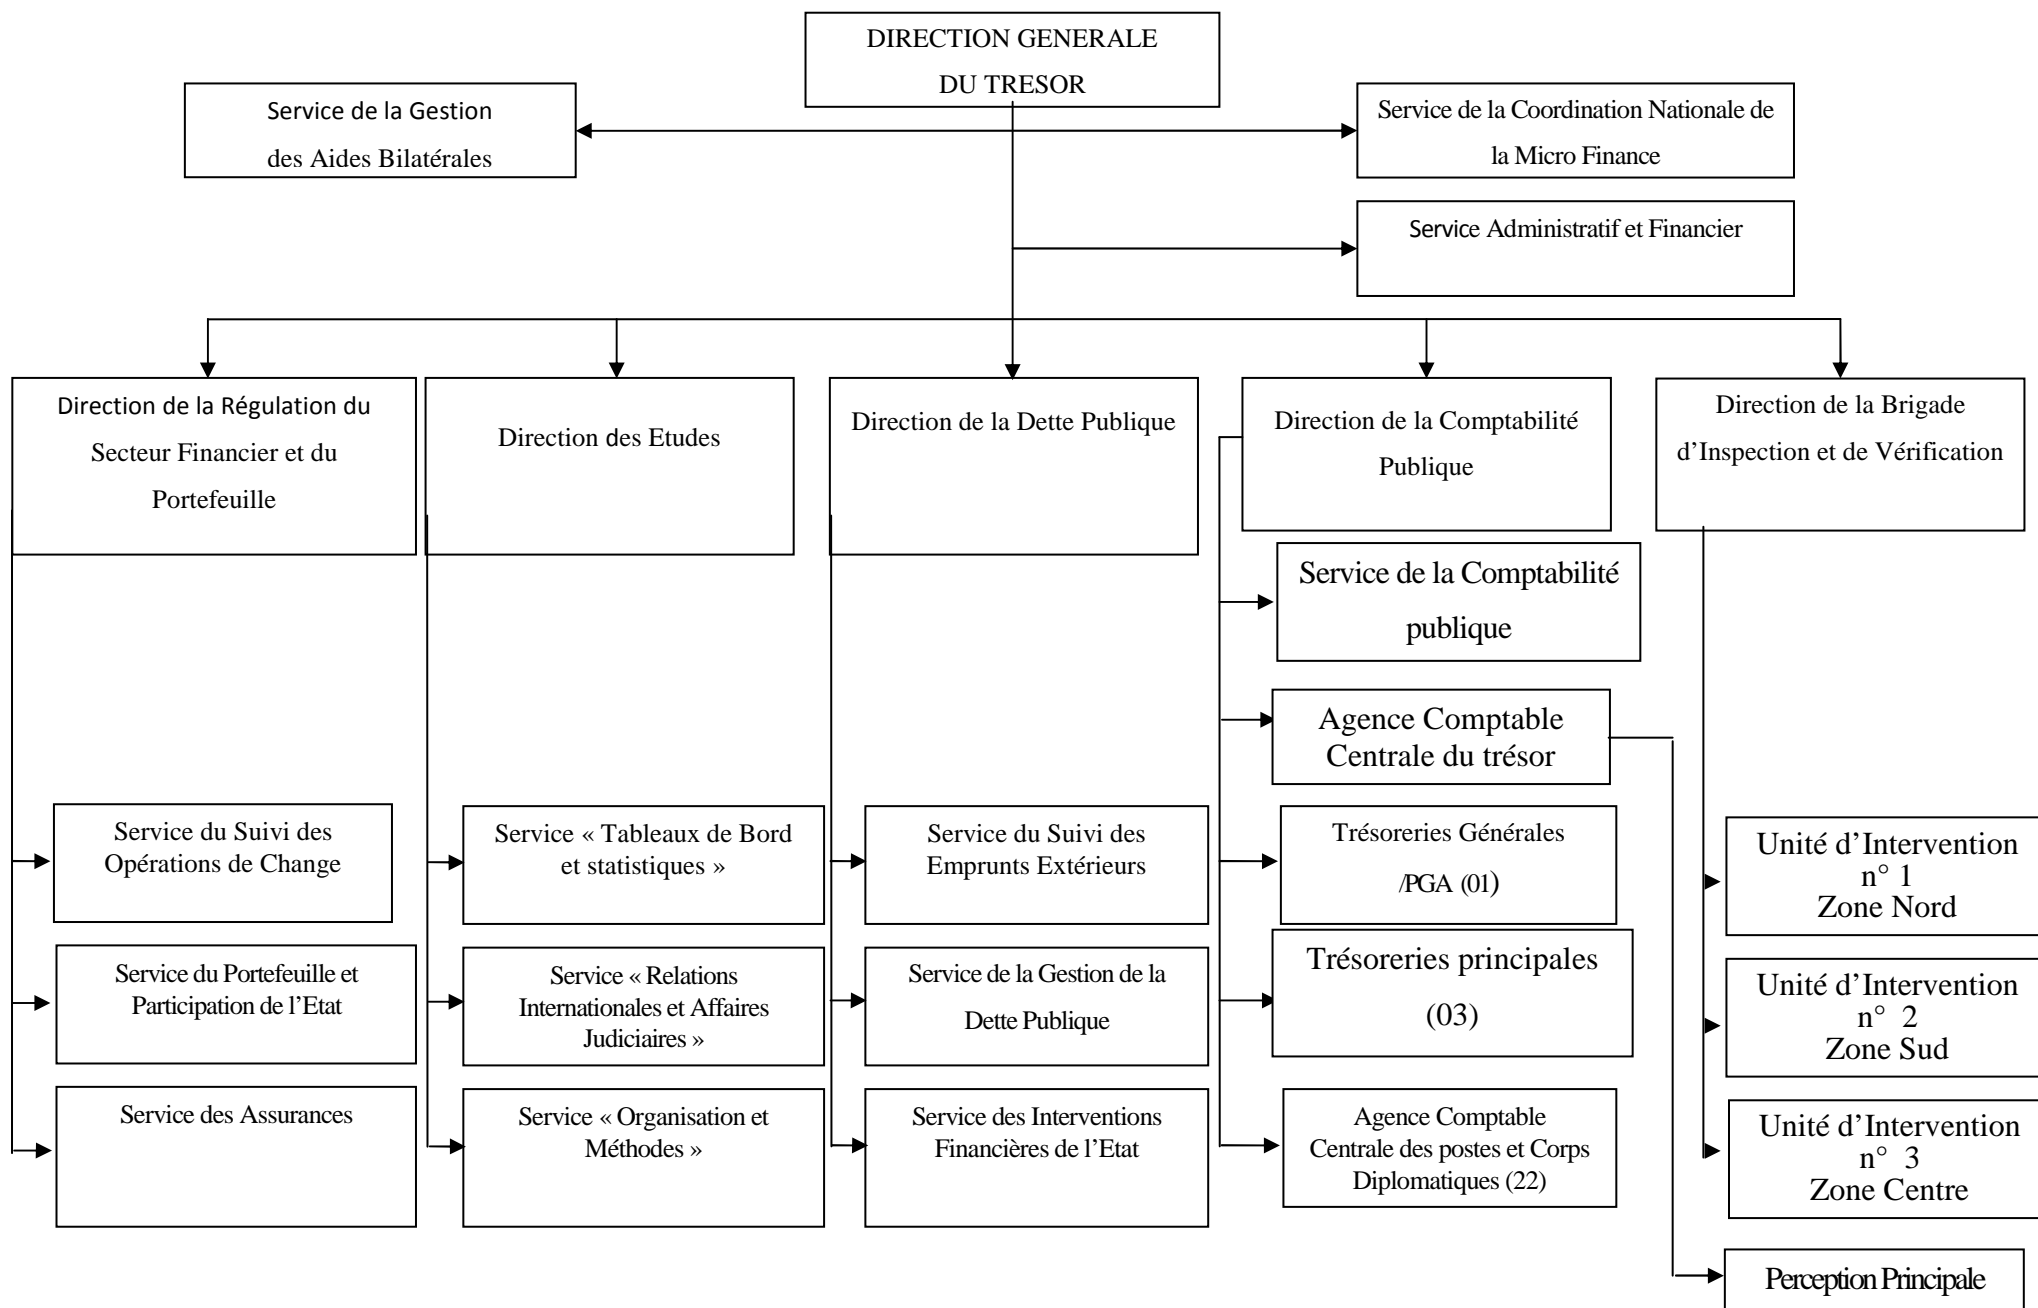 DIRECTION GENERALE
DU TRESOR
Service de la Gestion
des Aides Bilatérales
Service de la Coordination Nationale de
la Micro Finance
Service Administratif et Financier
Direction de la Régulation du
Secteur Financier et du
Portefeuille
Direction des Etudes
Direction de la Dette Publique
Direction de la Comptabilité
Publique
Direction de la Brigade
d’Inspection et de Vérification
Service de la Comptabilité
publique
Agence Comptable
Centrale du trésor
Service du Suivi des
Opérations de Change
Service « Tableaux de Bord
et statistiques »
Service du Suivi des
Emprunts Extérieurs
Trésoreries Générales
/PGA (01)
Unité d’Intervention
n° 1
Zone Nord
Service du Portefeuille et
Participation de l’Etat
Service « Relations
Internationales et Affaires
Judiciaires »
Service de la Gestion de la
Dette Publique
Trésoreries principales
(03)
Unité d’Intervention
n°  2
Zone Sud
Service des Assurances
Service « Organisation et
Méthodes »
Service des Interventions
Financières de l’Etat
Agence Comptable
Centrale des postes et Corps
Diplomatiques (22)
Unité d’Intervention
n°  3
Zone Centre
Perception Principale